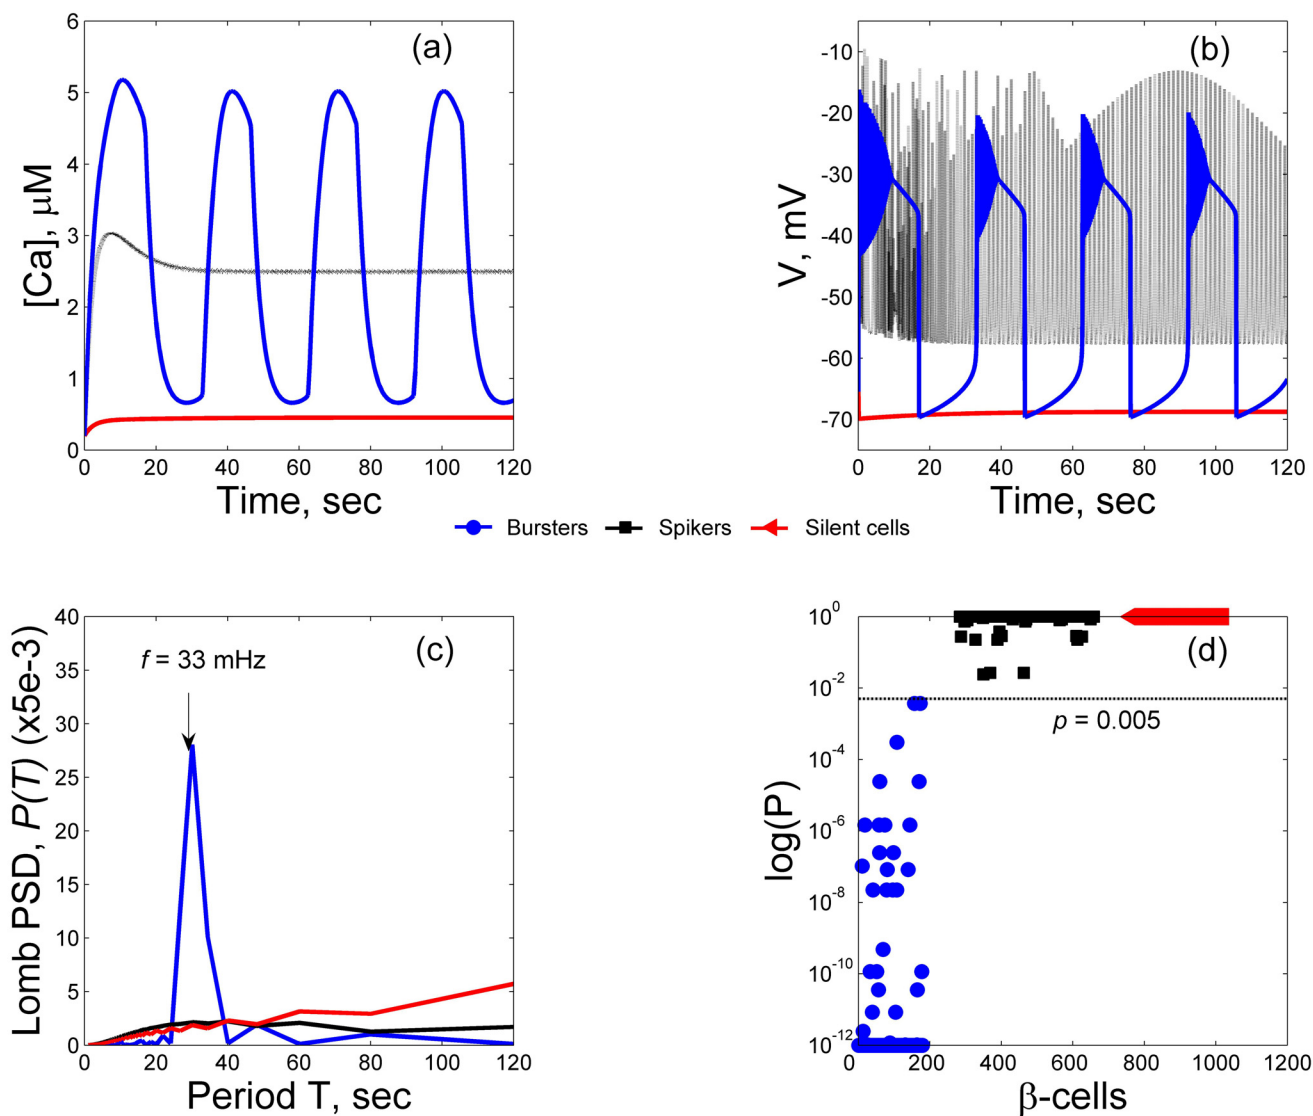 (a)
[Ca], μM
6
5
4
3
2
1
0
0 20 40 60 80 100 120
Time, sec
(b)
V, mV
-10
-20
-30
-40
-50
-60
-70
0 20 40 60 80 100 120
Time, sec
Bursters Spikers Silent cells
(c)
f = 33 mHz
Lomb PSD, P(T) (x5e-3)
40
35
30
25
20
15
10
5
0
0 20 40 60 80 100 120
Period T, sec
(d)
p = 0.005
log(P)
10⁰
10⁻²
10⁻⁴
10⁻⁶
10⁻⁸
10⁻¹⁰
10⁻¹²
0 200 400 600 800 1000 1200
β-cells